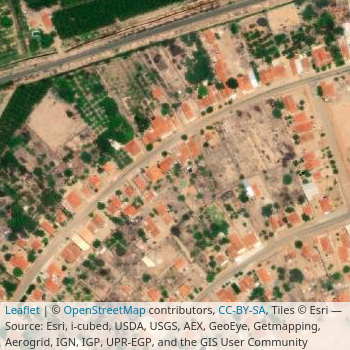 Leaflet | © OpenStreetMap contributors, CC-BY-SA, Tiles © Esri —
Source: Esri, i-cubed, USDA, USGS, AEX, GeoEye, Getmapping,
Aerogrid, IGN, IGP, UPR-EGP, and the GIS User Community